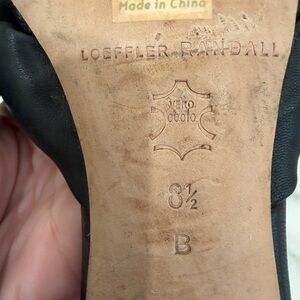 Made in China
LOEFFLER RANDALL
VERO
CUOIO
8½
B